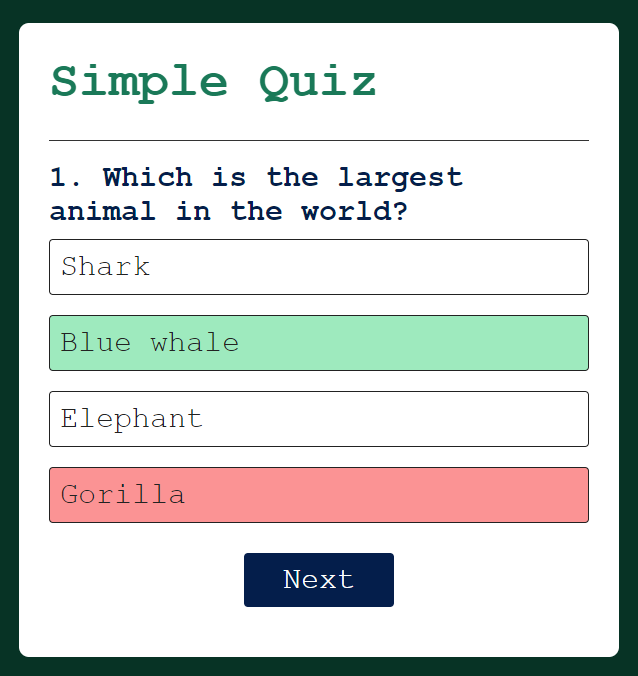 Simple Quiz
1. Which is the largest
animal in the world?
Shark
Blue whale
Elephant
Gorilla
Next